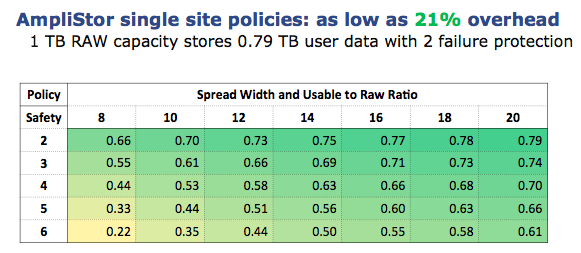 AmpliStor single site policies: as low as 21% overhead
1 TB RAW capacity stores 0.79 TB user data with 2 failure protection
Policy Spread Width and Usable to Raw Ratio
Safety 8 10 12 14 16 18 20
2 0.66 0.70 0.73 0.75 0.77 0.78 0.79
3 0.55 0.61 0.66 0.69 0.71 0.73 0.74
4 0.44 0.53 0.58 0.63 0.66 0.68 0.70
5 0.33 0.44 0.51 0.56 0.60 0.63 0.66
6 0.22 0.35 0.44 0.50 0.55 0.58 0.61